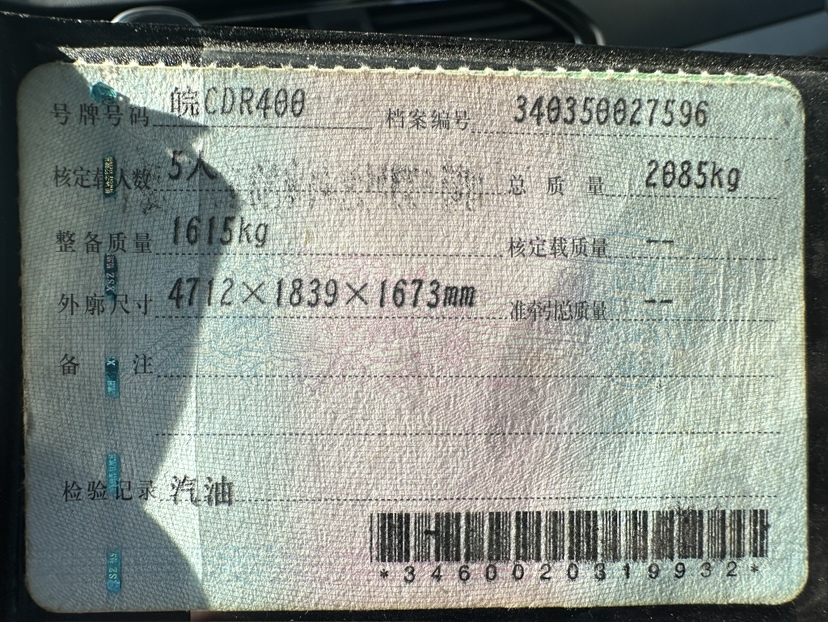 号牌号码 皖CDR400 档案编号 340350027596
核定载人数 5人 总质量 2085kg
整备质量 1615kg 核定载质量 --
外廓尺寸 4712×1839×1673mm 准牵引总质量 --
备注
检验记录 汽油
*3460020319932*